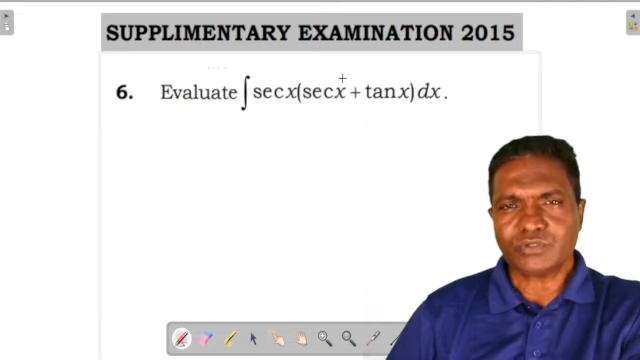 SUPPLIMENTARY EXAMINATION 2015
6. Evaluate ∫ sec x(sec x + tan x) dx .